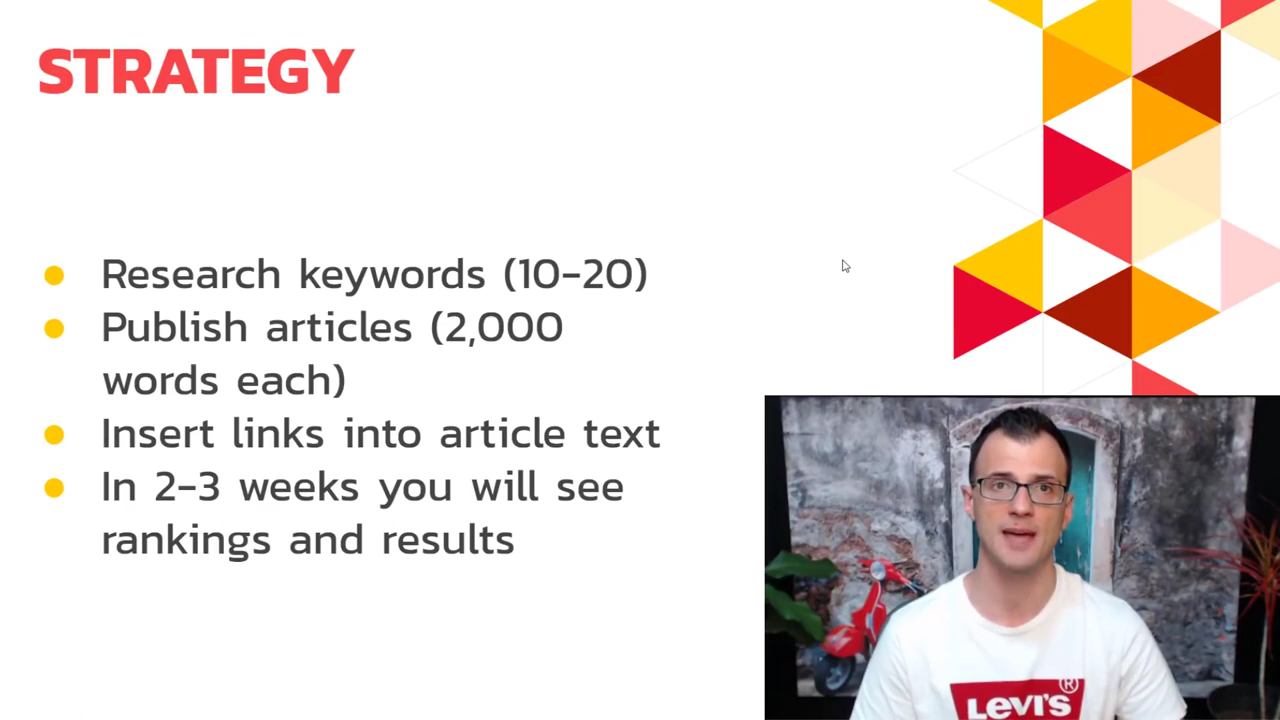 STRATEGY
● Research keywords (10-20)
● Publish articles (2,000
words each)
● Insert links into article text
● In 2-3 weeks you will see
rankings and results
LEVI'S®